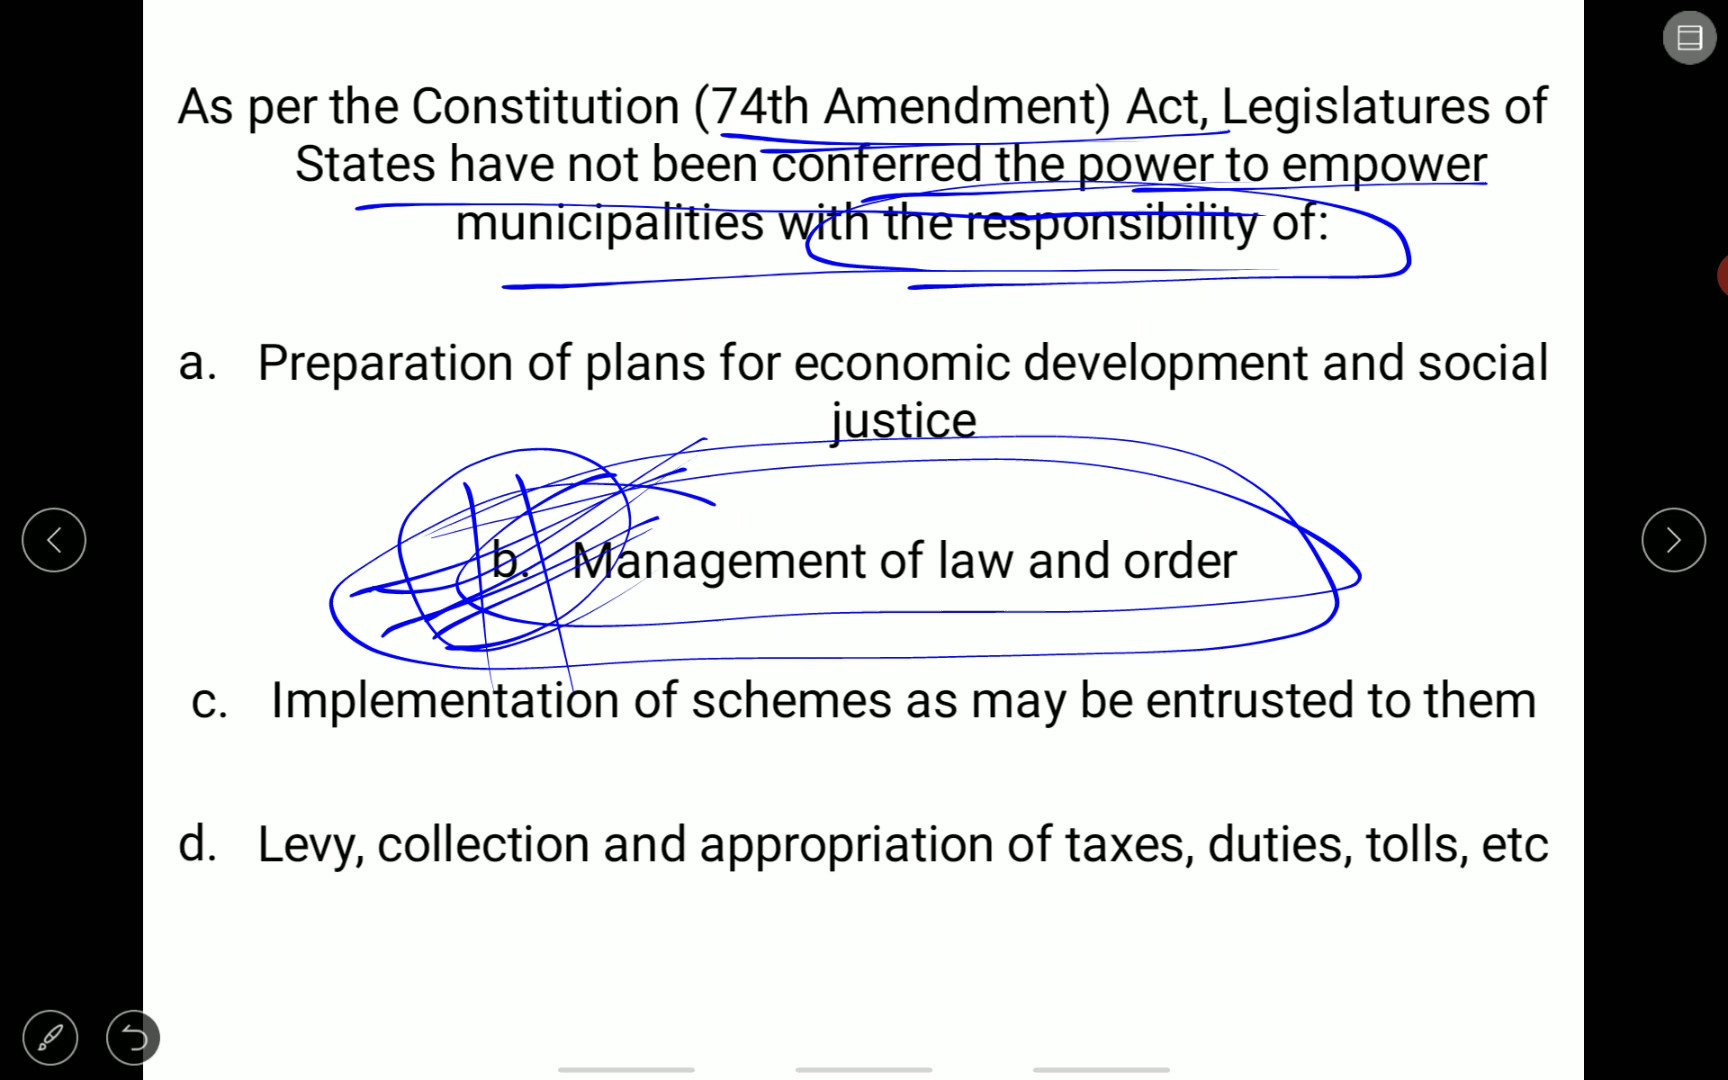 As per the Constitution (74th Amendment) Act, Legislatures of
States have not been conferred the power to empower
municipalities with the responsibility of:
a. Preparation of plans for economic development and social
justice
b. Management of law and order
c. Implementation of schemes as may be entrusted to them
d. Levy, collection and appropriation of taxes, duties, tolls, etc